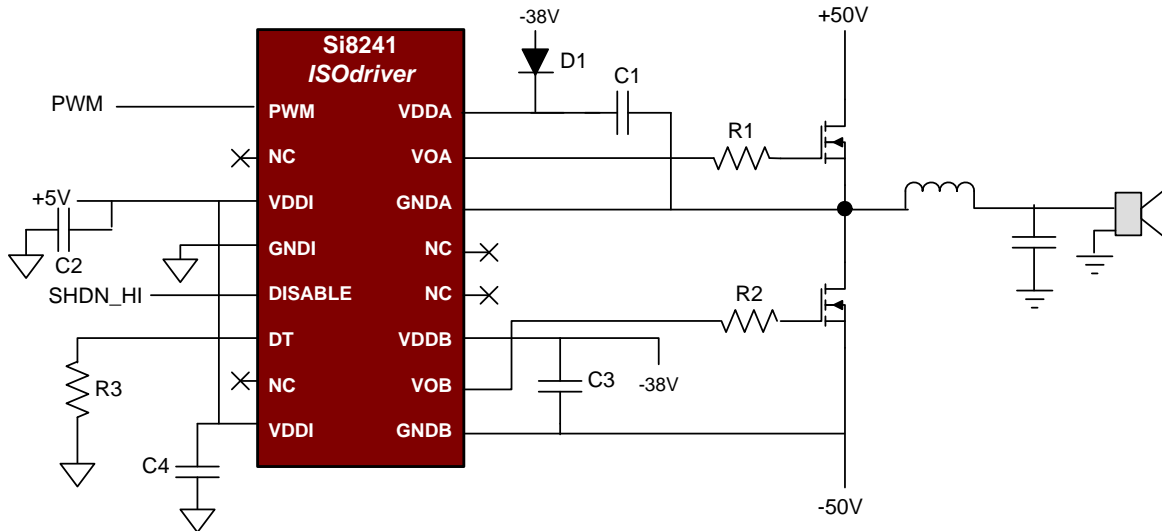 -38V
+50V
Si8241
ISOdriver
D1
C1
PWM
PWM
VDDA
R1
NC
VOA
+5V
VDDI
GNDA
C2
GNDI
NC
SHDN_HI
DISABLE
NC
R2
DT
VDDB
R3
NC
VOB
C3
-38V
VDDI
GNDB
C4
-50V